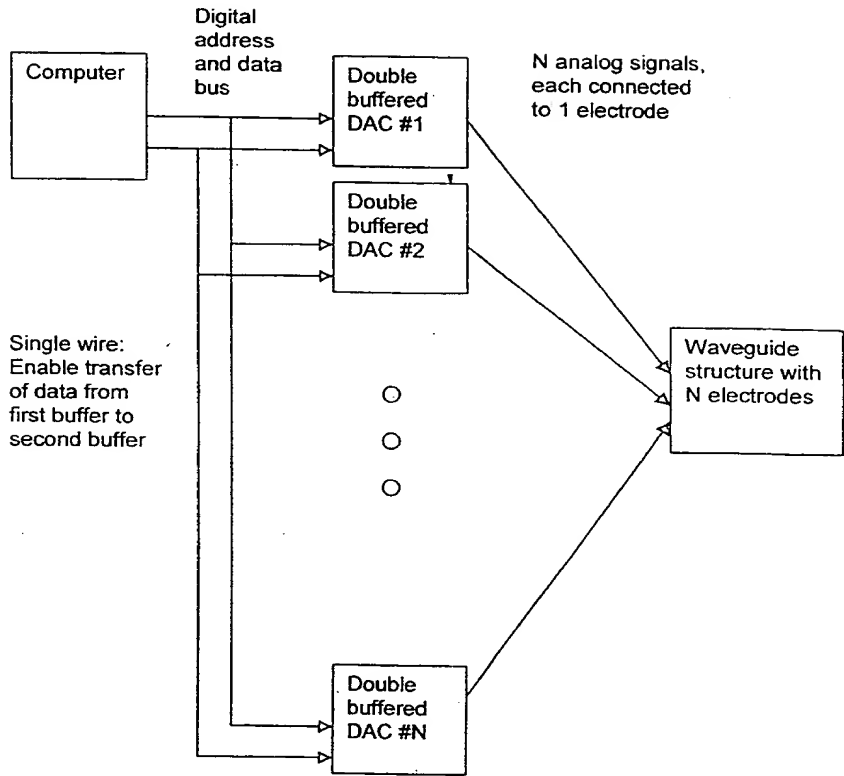 Digital
address
and data
bus
Computer
Double
buffered
DAC #1
N analog signals,
each connected
to 1 electrode
Double
buffered
DAC #2
Single wire:
Enable transfer
of data from
first buffer to
second buffer
Waveguide
structure with
N electrodes
Double
buffered
DAC #N